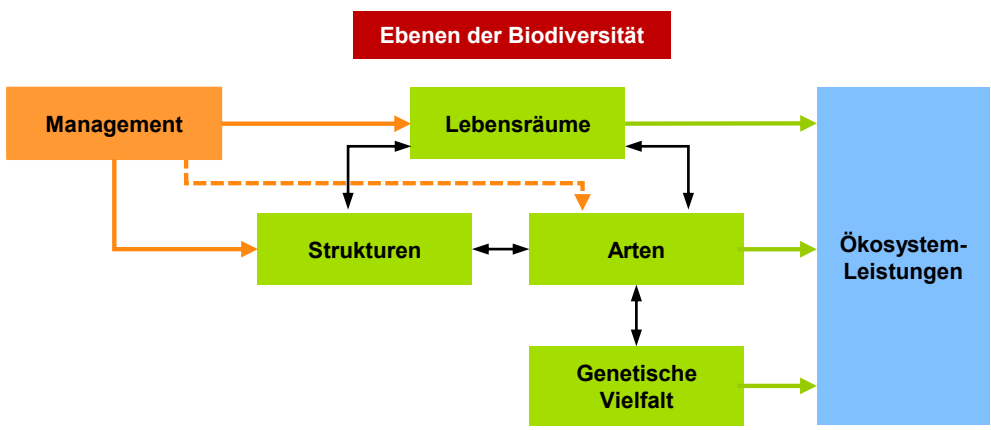 Ebenen der Biodiversität
Management
Lebensräume
Strukturen
Arten
Ökosystem-
Leistungen
Genetische
Vielfalt